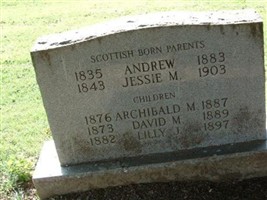 SCOTTISH BORN PARENTS
1835 ANDREW 1883
1843 JESSIE M. 1903
CHILDREN
1876 ARCHIBALD M. 1887
1873 DAVID M. 1889
1882 LILLY 1897